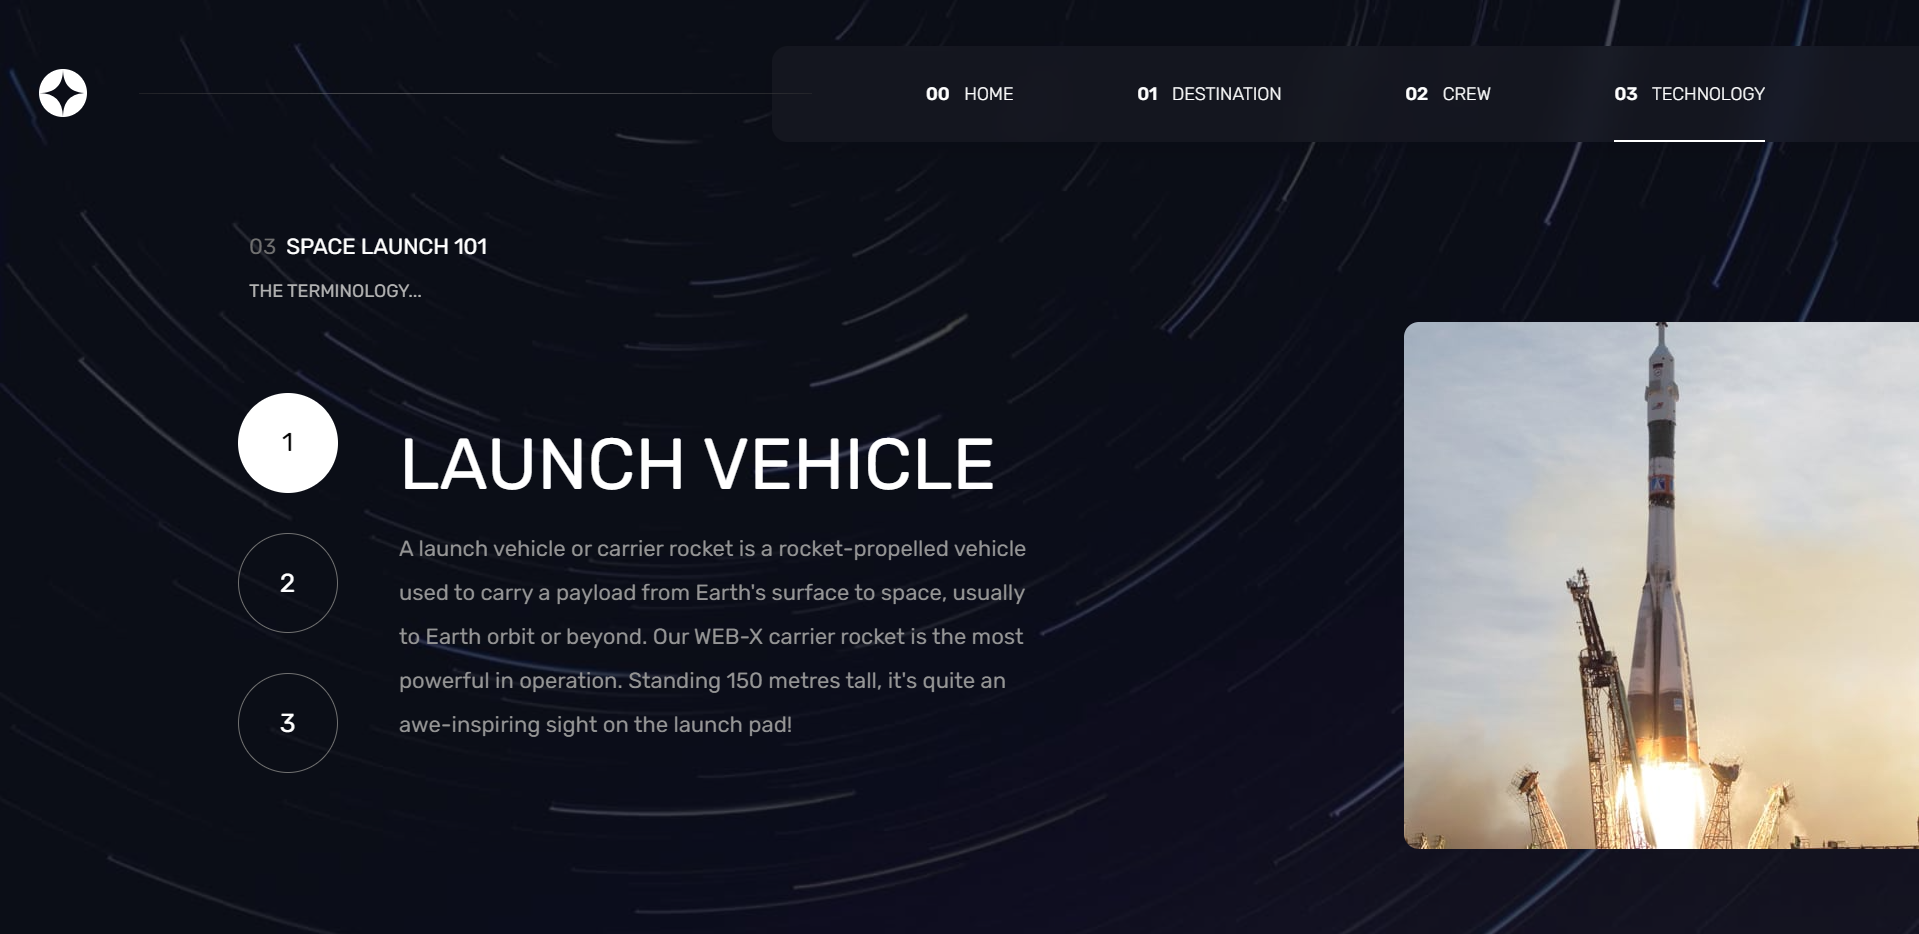 00 HOME 01 DESTINATION 02 CREW 03 TECHNOLOGY
03 SPACE LAUNCH 101
THE TERMINOLOGY...
1
LAUNCH VEHICLE
A launch vehicle or carrier rocket is a rocket-propelled vehicle
used to carry a payload from Earth's surface to space, usually
to Earth orbit or beyond. Our WEB-X carrier rocket is the most
powerful in operation. Standing 150 metres tall, it's quite an
awe-inspiring sight on the launch pad!
2
3